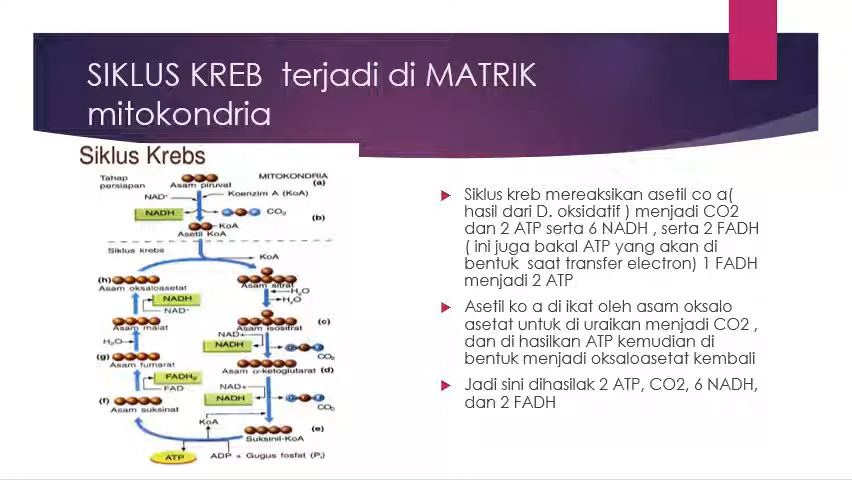 SIKLUS KREB  terjadi di MATRIK
mitokondria
Siklus Krebs
Tahap
persiapan
MITOKONDRIA
Asam piruvat
(a)
NAD⁺
Koenzim A (KoA)
NADH
CO₂
(b)
KoA
Asetil KoA
Siklus krebs
KoA
(h)
Asam oksaloasetat
Asam sitrat
H₂O
H₂O
NADH
NAD⁻
Asam malat
(c)
Asam isositrat
NAD
NADH
CO₂
H₂O
(g)
Asam fumarat
Asam α-ketoglutarat (d)
FADH₂
FAD
NAD+
NADH
CO₂
(f)
Asam suksinat
KoA
(e)
Suksinil-KoA
ATP
ADP + Gugus fosfat (Pᵢ)
Siklus kreb mereaksikan asetil co a(
hasil dari D. oksidatif ) menjadi CO2
dan 2 ATP serta 6 NADH , serta 2 FADH
( ini juga bakal ATP yang akan di
bentuk  saat transfer electron) 1 FADH
menjadi 2 ATP
Asetil ko a di ikat oleh asam oksalo
asetat untuk di uraikan menjadi CO2 ,
dan di hasilkan ATP kemudian di
bentuk menjadi oksaloasetat kembali
Jadi sini dihasilak 2 ATP, CO2, 6 NADH,
dan 2 FADH